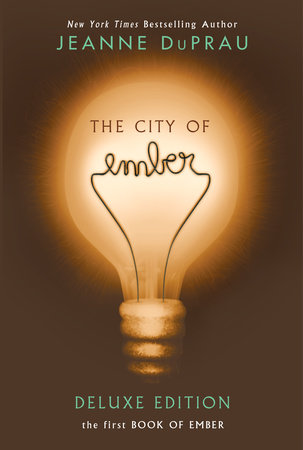 New York Times Bestselling Author
JEANNE DUPRAU
THE CITY OF
ember
DELUXE EDITION
the first BOOK OF EMBER